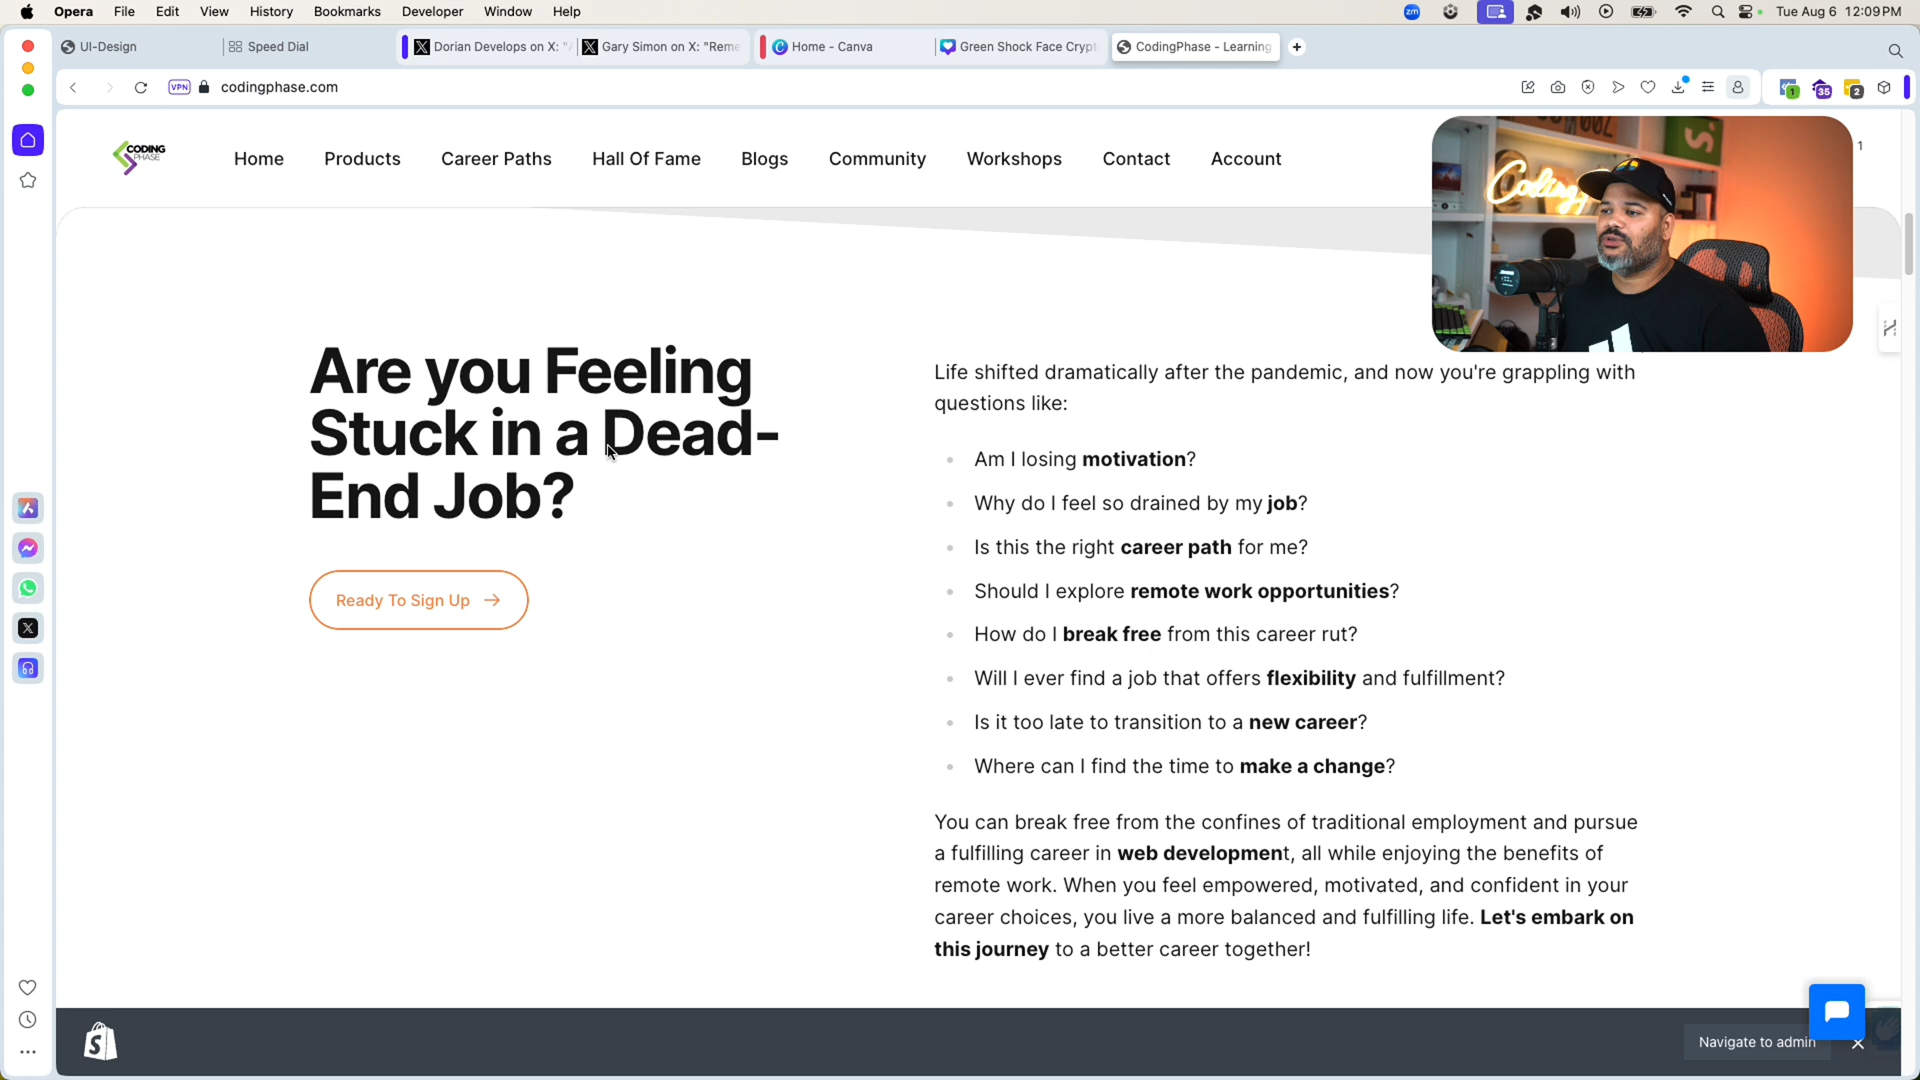 Opera File Edit View History Bookmarks Developer Window Help zm Tue Aug 6 12:09 PM
UI-Design Speed Dial Dorian Develops on X: "A Gary Simon on X: "Reme Home - Canva Green Shock Face Crypt CodingPhase - Learning
VPN codingphase.com 1 35 2
CODING PHASE Home Products Career Paths Hall Of Fame Blogs Community Workshops Contact Account 1
Are you Feeling
Stuck in a Dead-
End Job?
Ready To Sign Up
Life shifted dramatically after the pandemic, and now you're grappling with
questions like:
Am I losing motivation?
Why do I feel so drained by my job?
Is this the right career path for me?
Should I explore remote work opportunities?
How do I break free from this career rut?
Will I ever find a job that offers flexibility and fulfillment?
Is it too late to transition to a new career?
Where can I find the time to make a change?
You can break free from the confines of traditional employment and pursue
a fulfilling career in web development, all while enjoying the benefits of
remote work. When you feel empowered, motivated, and confident in your
career choices, you live a more balanced and fulfilling life. Let's embark on
this journey to a better career together!
Navigate to admin